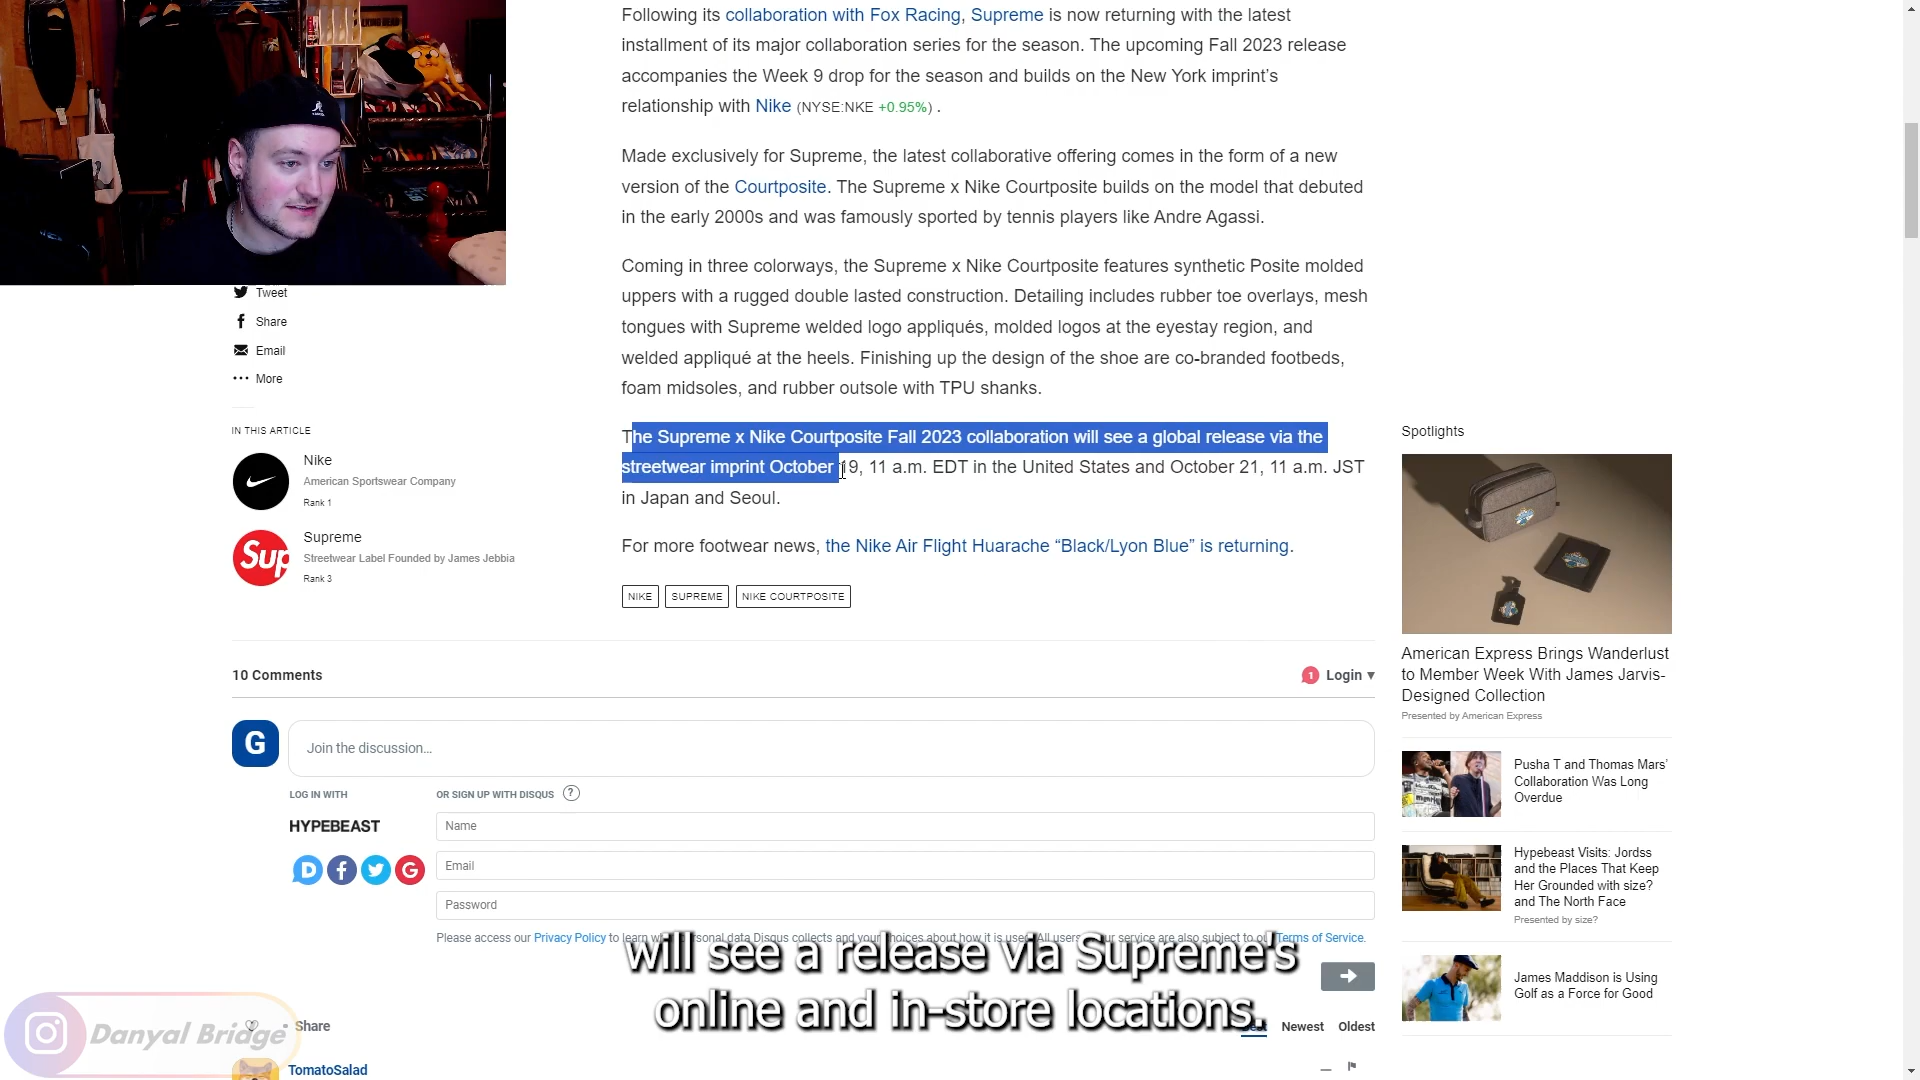 Following its collaboration with Fox Racing, Supreme is now returning with the latest
installment of its major collaboration series for the season. The upcoming Fall 2023 release
accompanies the Week 9 drop for the season and builds on the New York imprint's
relationship with Nike (NYSE:NKE +0.95%) .
Made exclusively for Supreme, the latest collaborative offering comes in the form of a new
version of the Courtposite. The Supreme x Nike Courtposite builds on the model that debuted
in the early 2000s and was famously sported by tennis players like Andre Agassi.
Coming in three colorways, the Supreme x Nike Courtposite features synthetic Posite molded
uppers with a rugged double lasted construction. Detailing includes rubber toe overlays, mesh
tongues with Supreme welded logo appliqués, molded logos at the eyestay region, and
welded appliqué at the heels. Finishing up the design of the shoe are co-branded footbeds,
foam midsoles, and rubber outsole with TPU shanks.
The Supreme x Nike Courtposite Fall 2023 collaboration will see a global release via the
streetwear imprint October 19, 11 a.m. EDT in the United States and October 21, 11 a.m. JST
in Japan and Seoul.
For more footwear news, the Nike Air Flight Huarache “Black/Lyon Blue” is returning.
NIKE SUPREME NIKE COURTPOSITE
Tweet
Share
Email
More
IN THIS ARTICLE
Nike
American Sportswear Company
Rank 1
Sup
Supreme
Streetwear Label Founded by James Jebbia
Rank 3
Spotlights
American Express Brings Wanderlust
to Member Week With James Jarvis-
Designed Collection
Presented by American Express
Pusha T and Thomas Mars’
Collaboration Was Long
Overdue
Hypebeast Visits: Jordss
and the Places That Keep
Her Grounded with size?
and The North Face
Presented by size?
James Maddison is Using
Golf as a Force for Good
10 Comments
1 Login
G
Join the discussion...
LOG IN WITH
OR SIGN UP WITH DISQUS ?
HYPEBEAST
D f G
Name
Email
Password
Please access our Privacy Policy to learn personal data Disqus collects and your choices about how it is used. All users our service are also subject to our Terms of Service.
will see a release via Supreme's
online and in-store locations.
Danyal Bridge
Share
Best Newest Oldest
TomatoSalad